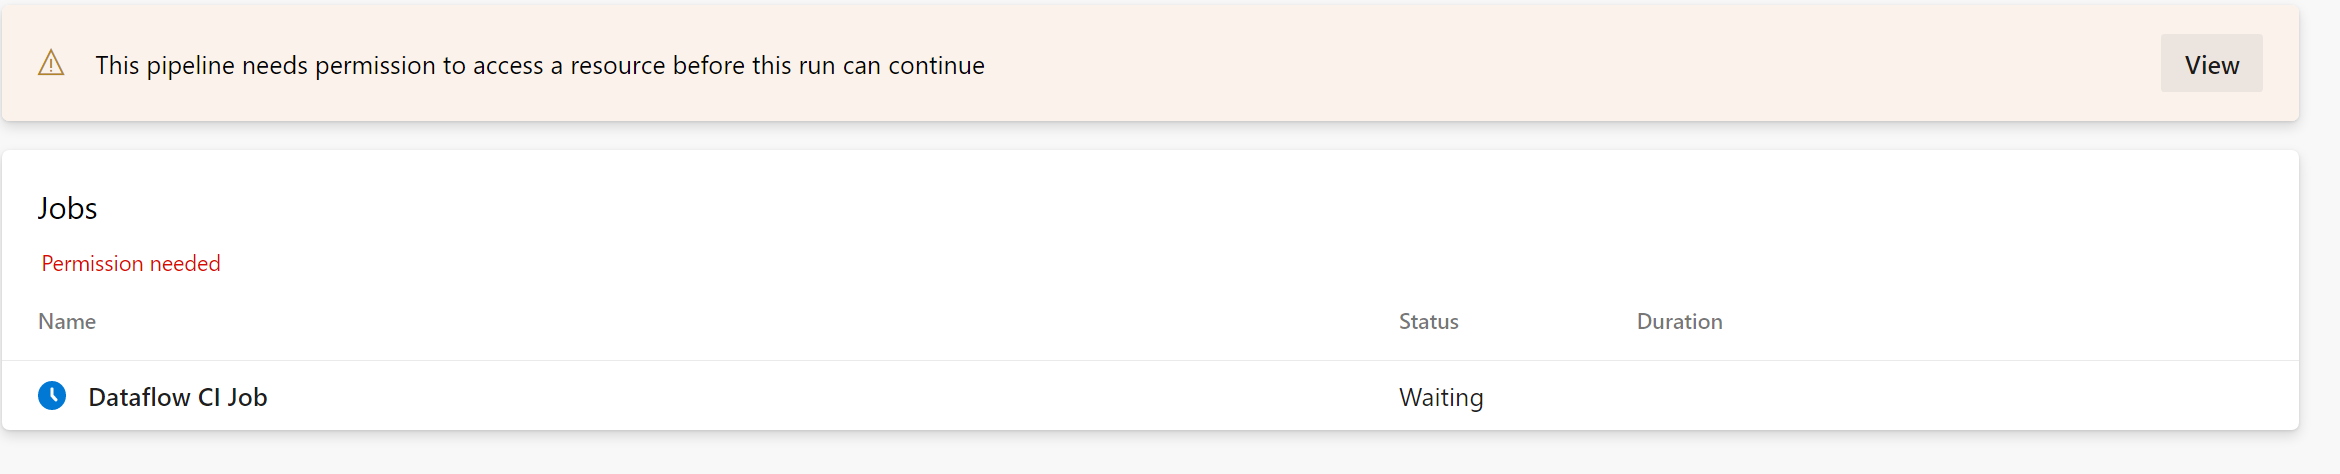 This pipeline needs permission to access a resource before this run can continue
View
Jobs
Permission needed
Name Status Duration
Dataflow CI Job Waiting